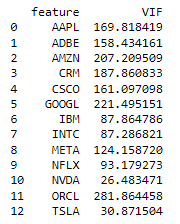 feature VIF
0 AAPL 169.818419
1 ADBE 158.434161
2 AMZN 207.209509
3 CRM 187.860833
4 CSCO 161.097098
5 GOOGL 221.495151
6 IBM 87.864786
7 INTC 87.286821
8 META 124.158720
9 NFLX 93.179273
10 NVDA 26.483471
11 ORCL 281.864458
12 TSLA 30.871504